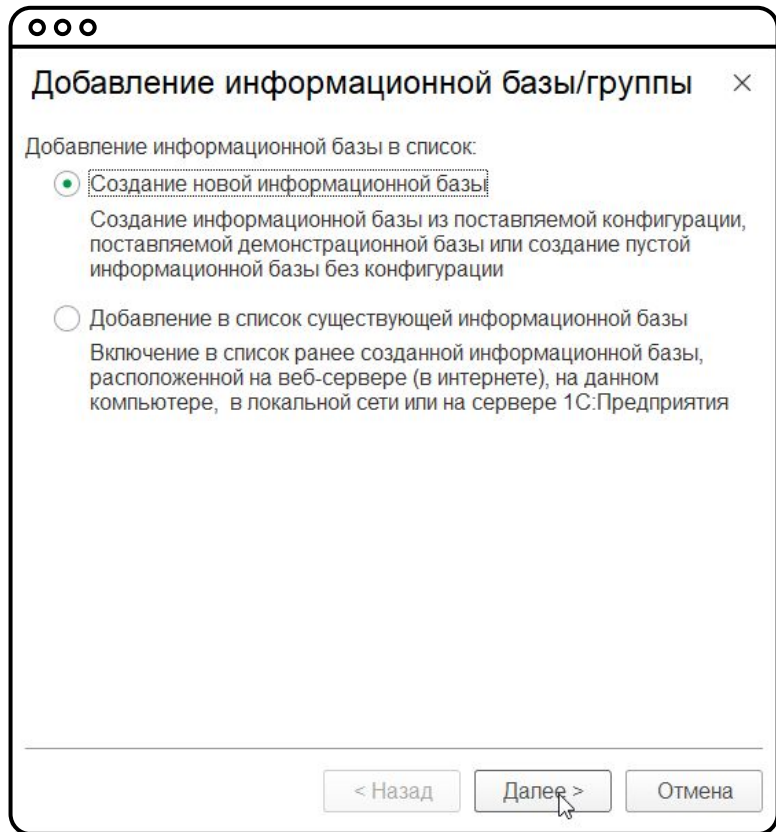 Добавление информационной базы/группы
Добавление информационной базы в список:
Создание новой информационной базы
Создание информационной базы из поставляемой конфигурации,
поставляемой демонстрационной базы или создание пустой
информационной базы без конфигурации
Добавление в список существующей информационной базы
Включение в список ранее созданной информационной базы,
расположенной на веб-сервере (в интернете), на данном
компьютере,  в локальной сети или на сервере 1С:Предприятия
< Назад
Далее >
Отмена